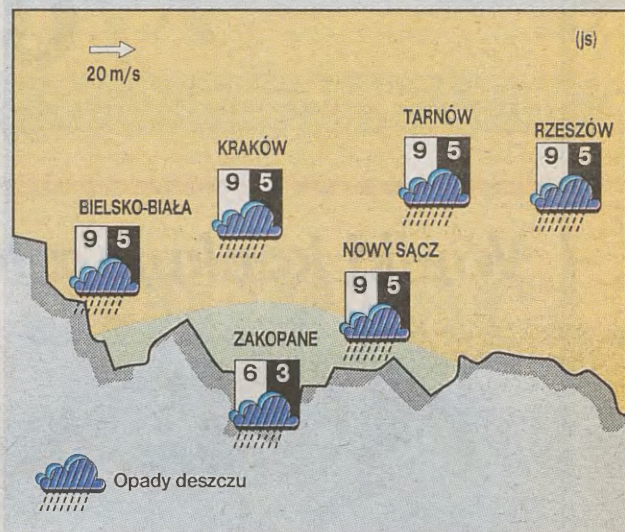 (js)
20 m/s
TARNÓW
9 5
RZESZÓW
9 5
KRAKÓW
9 5
BIELSKO-BIAŁA
9 5
NOWY SĄCZ
9 5
ZAKOPANE
6 3
Opady deszczu